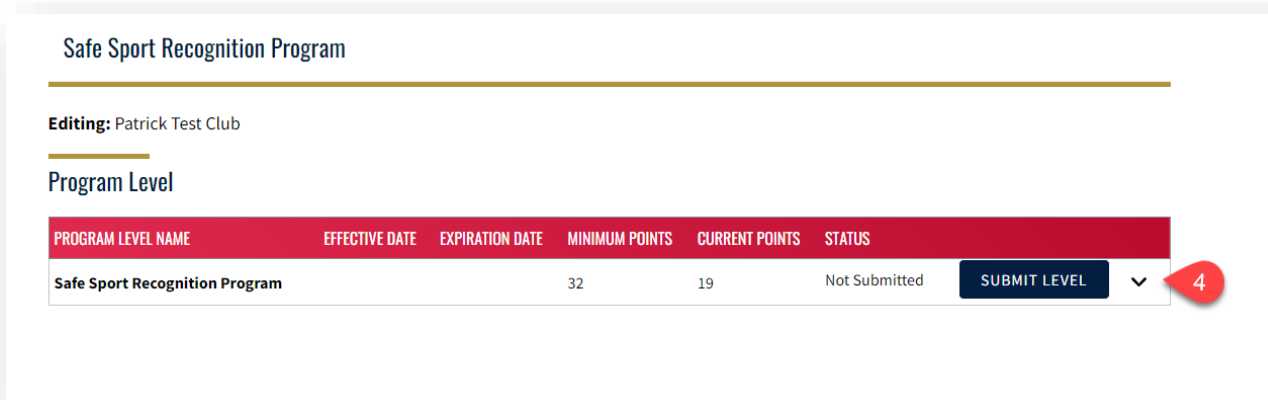 Safe Sport Recognition Program
Editing: Patrick Test Club
Program Level
PROGRAM LEVEL NAME EFFECTIVE DATE EXPIRATION DATE MINIMUM POINTS CURRENT POINTS STATUS
Safe Sport Recognition Program 32 19 Not Submitted SUBMIT LEVEL 4